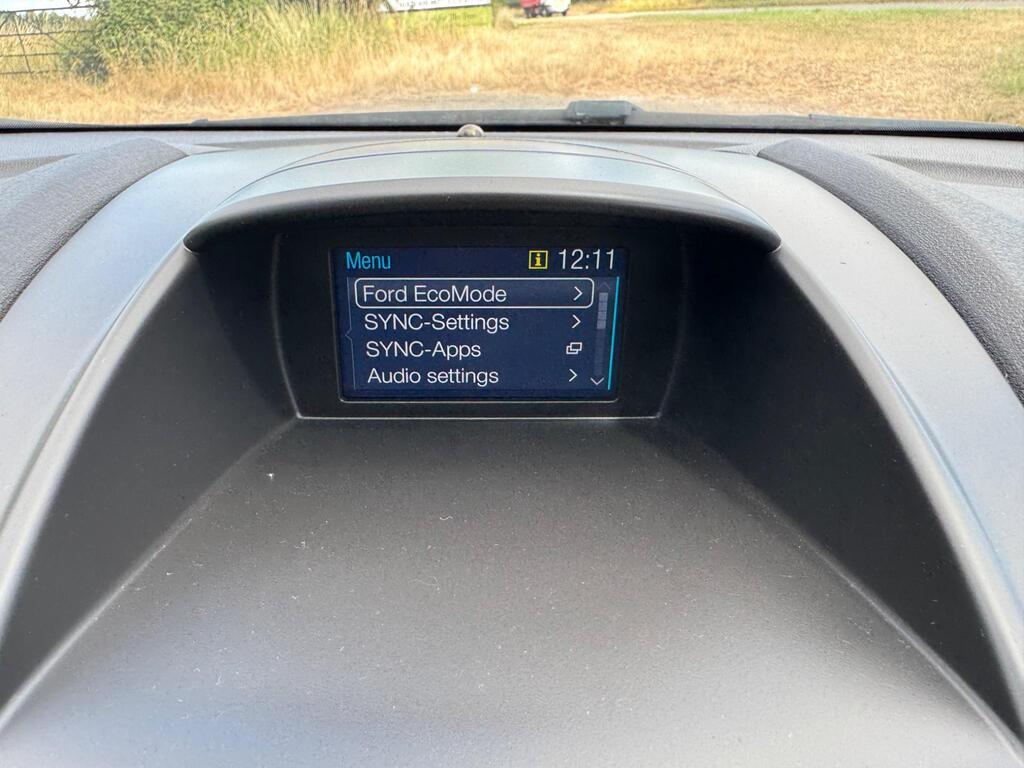 Menu i 12:11
Ford EcoMode
SYNC-Settings
SYNC-Apps
Audio settings